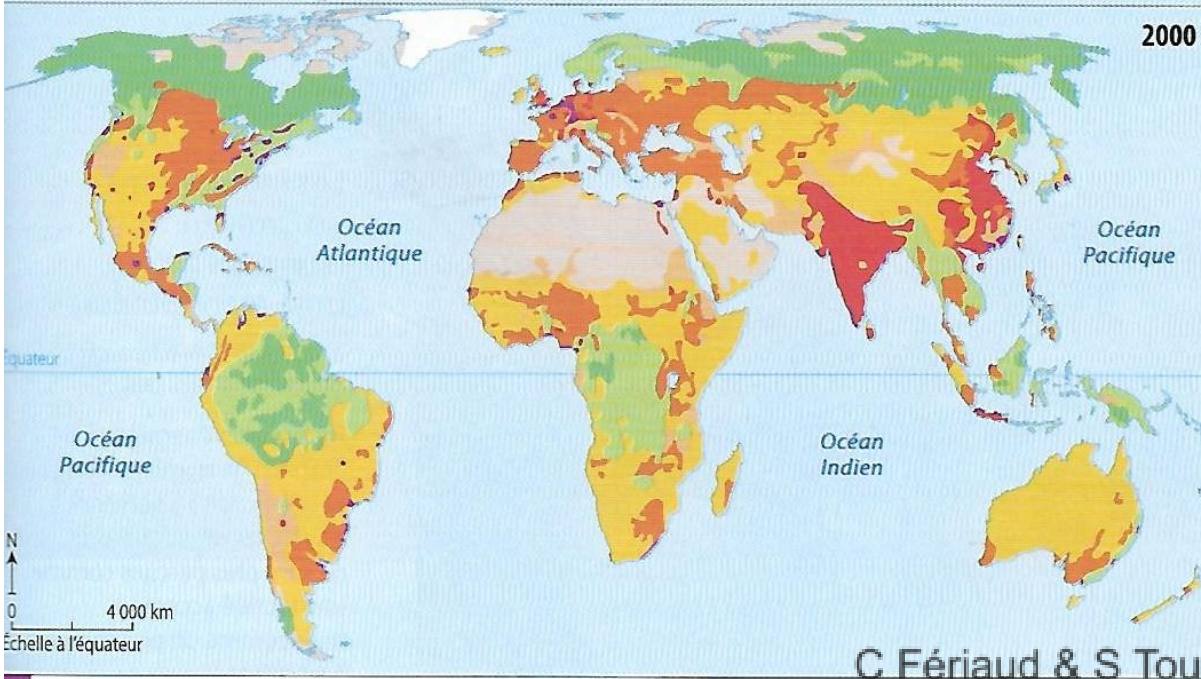 2000
Océan
Atlantique
Océan
Pacifique
Équateur
Océan
Pacifique
Océan
Indien
N
0
4 000 km
Échelle à l'équateur
C Fériaud & S Tou